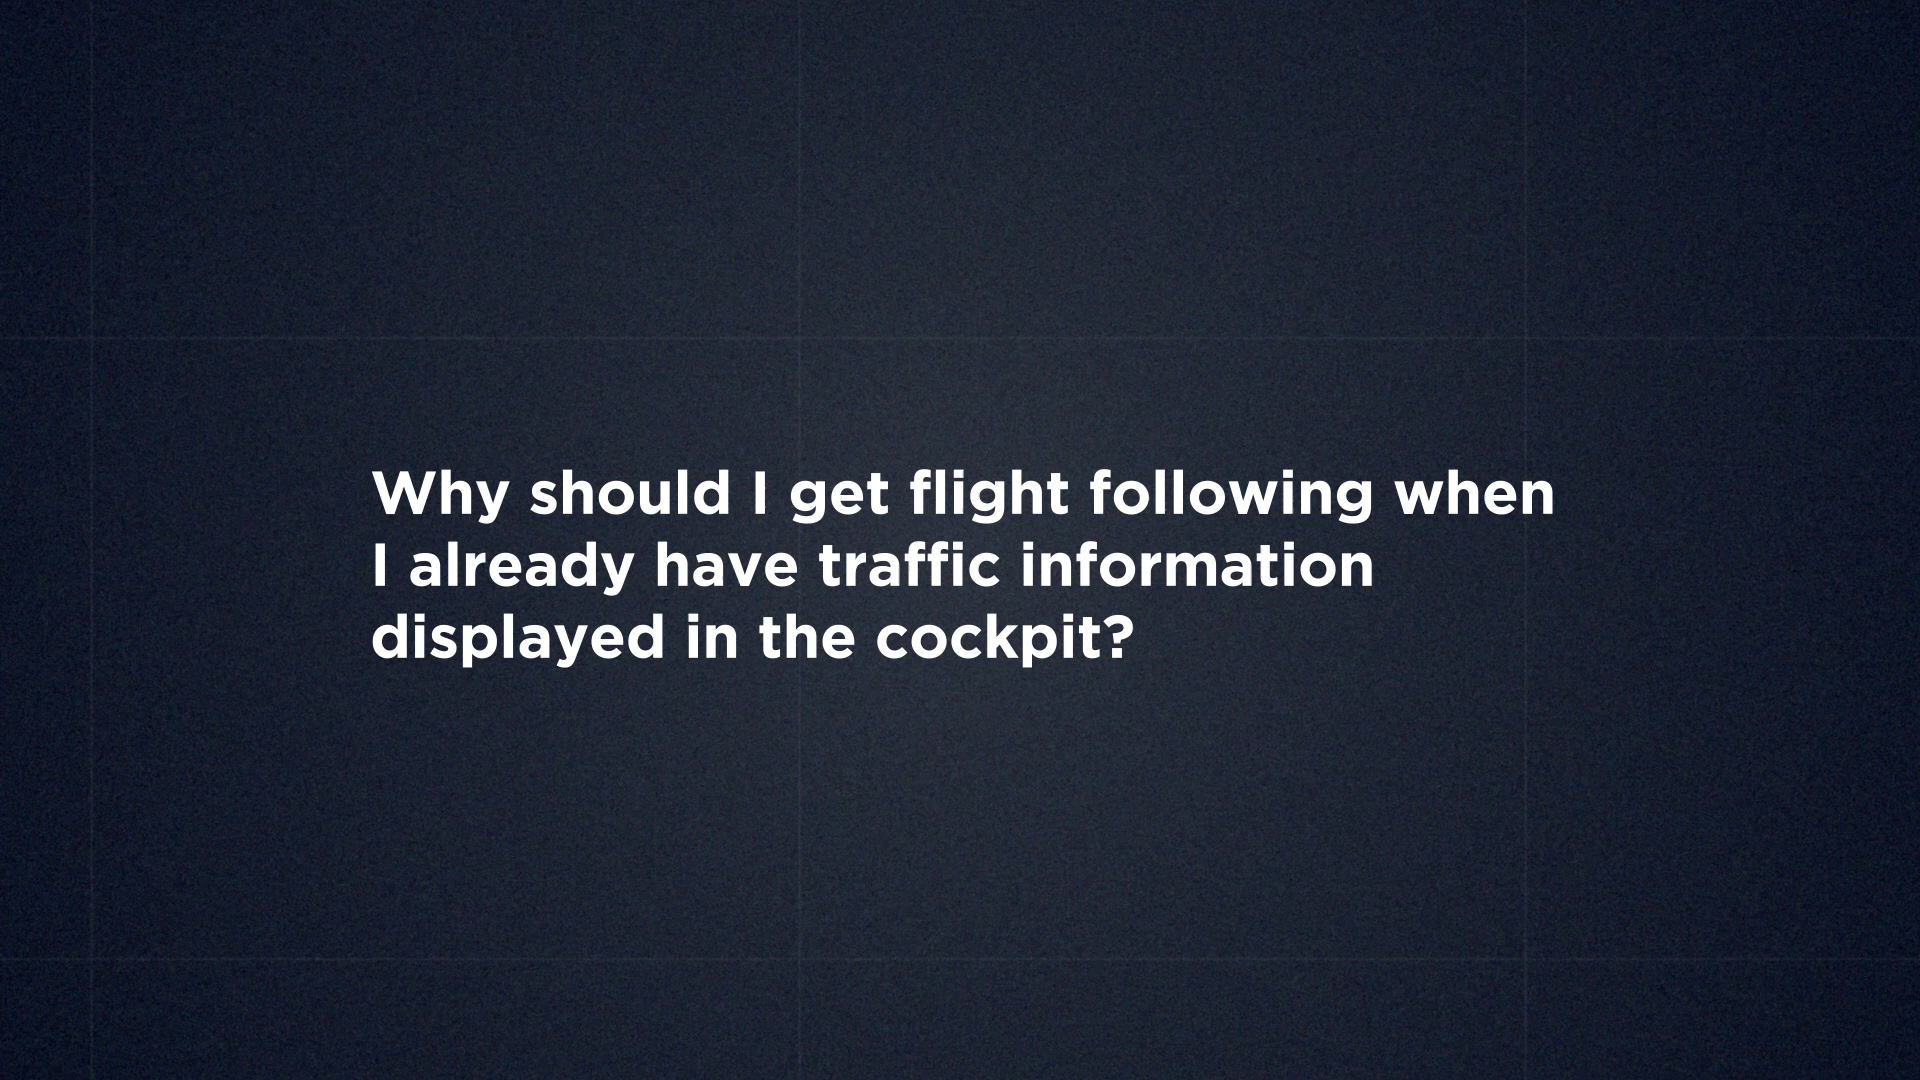 Why should I get flight following when
I already have traffic information
displayed in the cockpit?